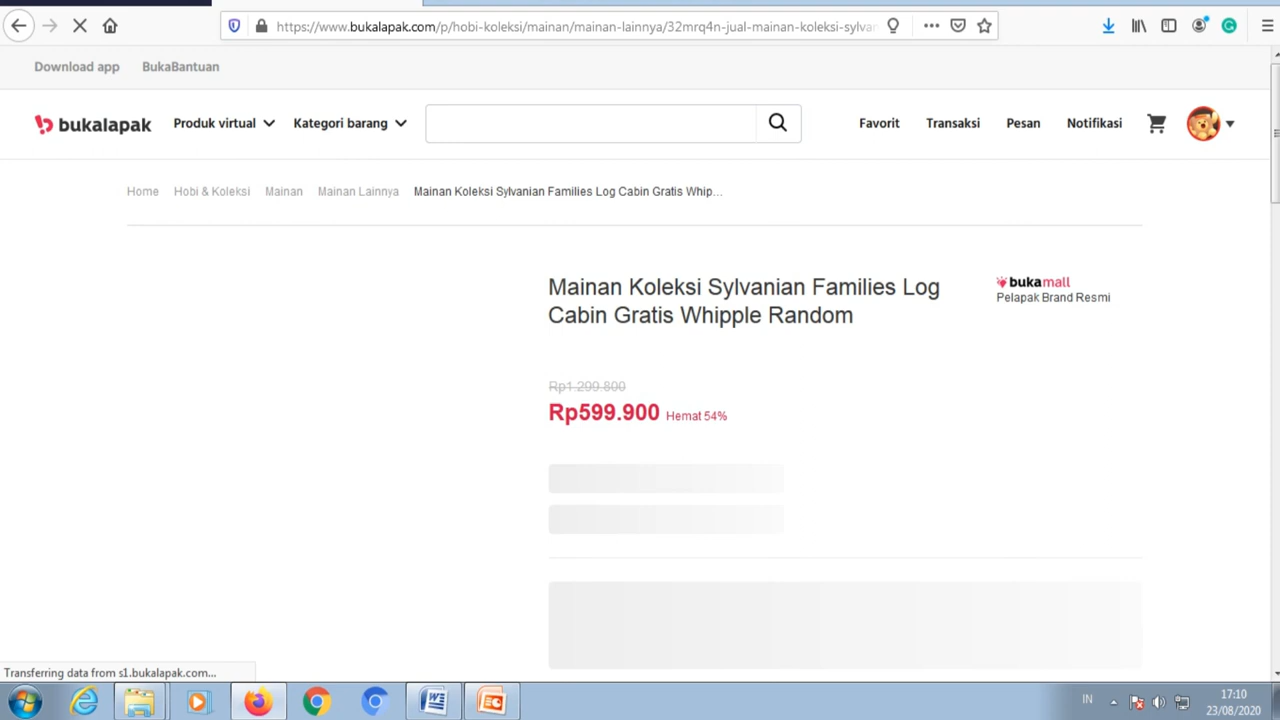 https://www.bukalapak.com/p/hobi-koleksi/mainan/mainan-lainnya/32mrq4n-jual-mainan-koleksi-sylvan
Download app BukaBantuan
bukalapak Produk virtual Kategori barang Favorit Transaksi Pesan Notifikasi
Home Hobi & Koleksi Mainan Mainan Lainnya Mainan Koleksi Sylvanian Families Log Cabin Gratis Whip...
Mainan Koleksi Sylvanian Families Log
Cabin Gratis Whipple Random
bukamall
Pelapak Brand Resmi
Rp1.299.800
Rp599.900 Hemat 54%
Transferring data from s1.bukalapak.com...
IN
17:10
23/08/2020